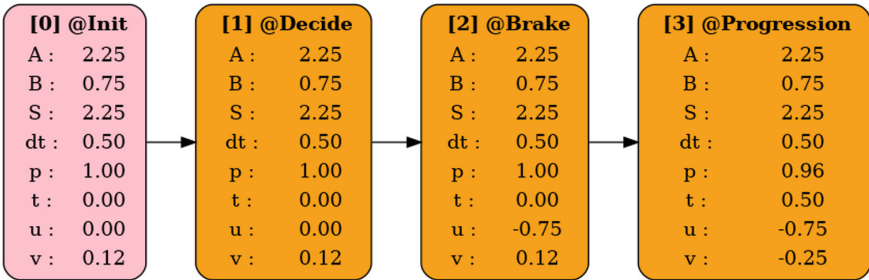 [0] @Init
A : 2.25
B : 0.75
S : 2.25
dt : 0.50
p : 1.00
t : 0.00
u : 0.00
v : 0.12
[1] @Decide
A : 2.25
B : 0.75
S : 2.25
dt : 0.50
p : 1.00
t : 0.00
u : 0.00
v : 0.12
[2] @Brake
A : 2.25
B : 0.75
S : 2.25
dt : 0.50
p : 1.00
t : 0.00
u : -0.75
v : 0.12
[3] @Progression
A : 2.25
B : 0.75
S : 2.25
dt : 0.50
p : 0.96
t : 0.50
u : -0.75
v : -0.25